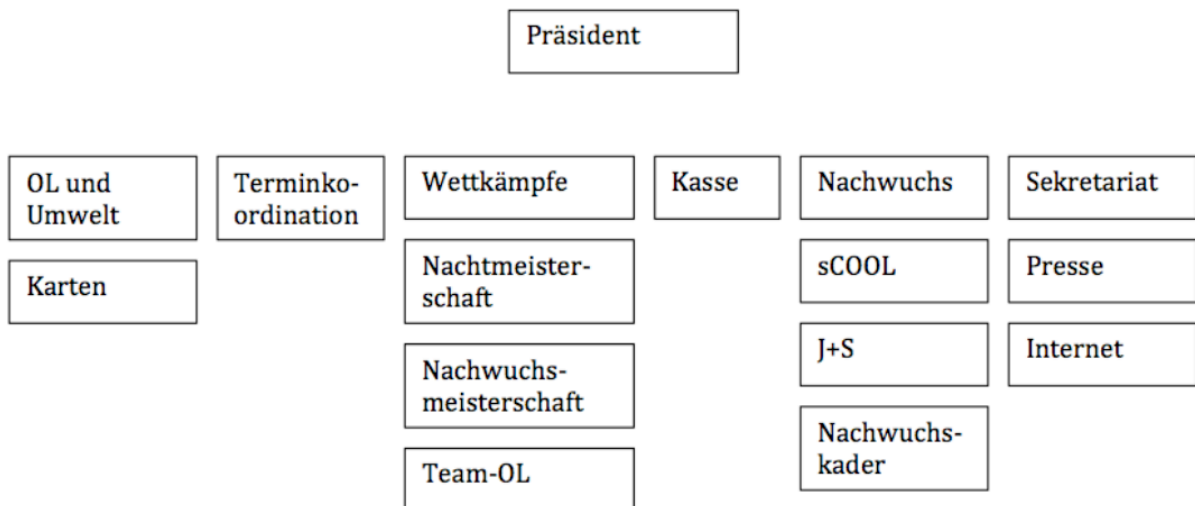 Präsident
OL und
Umwelt
Terminko-
ordination
Wettkämpfe
Kasse
Nachwuchs
Sekretariat
Karten
Nachtmeister-
schaft
sCOOL
Presse
Nachwuchs-
meisterschaft
J+S
Internet
Team-OL
Nachwuchs-
kader